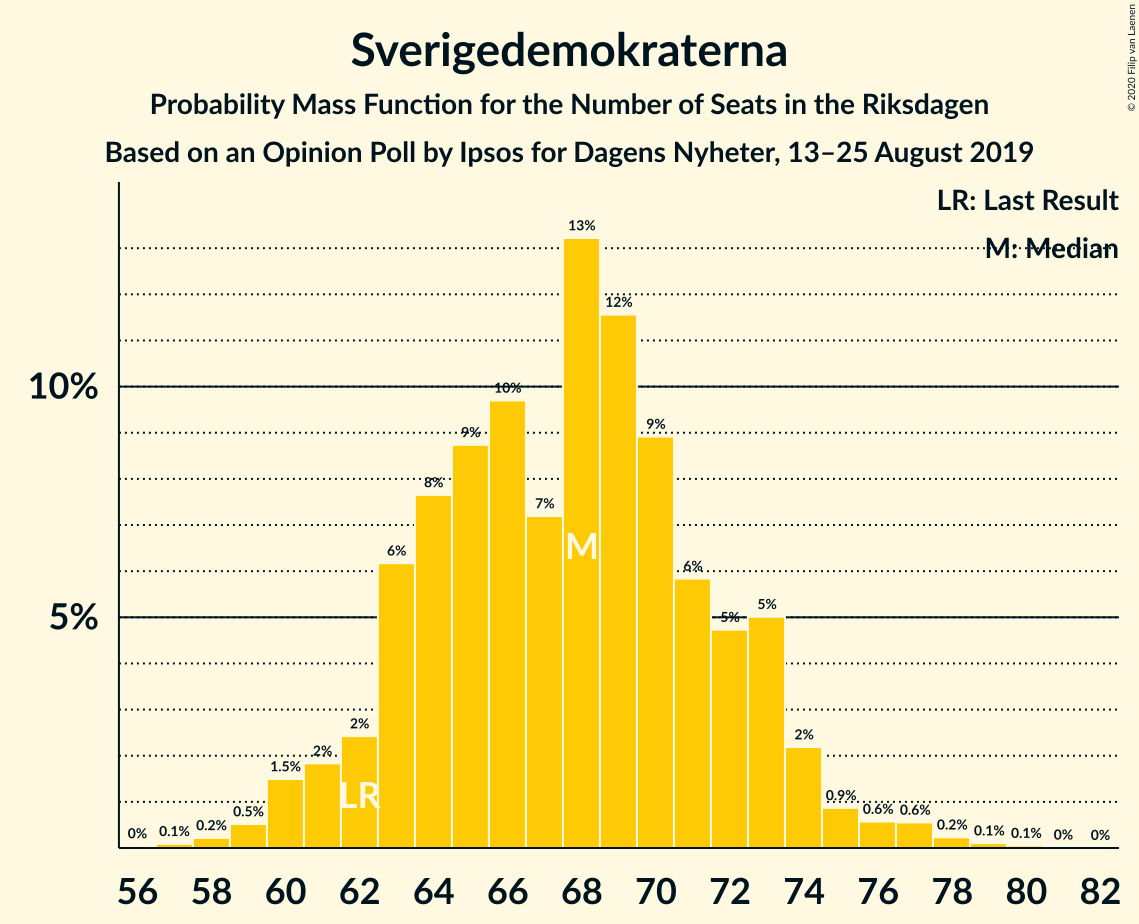 Sverigedemokraterna
Probability Mass Function for the Number of Seats in the Riksdagen
Based on an Opinion Poll by Ipsos for Dagens Nyheter, 13–25 August 2019
© 2020 Filip van Laenen
LR: Last Result
M: Median
10%
5%
0% 0.1% 0.2% 0.5% 1.5% 2% 2% 6% 8% 9% 10% 7% 13% 12% 9% 6% 5% 5% 2% 0.9% 0.6% 0.6% 0.2% 0.1% 0.1% 0% 0%
M
LR
56 58 60 62 64 66 68 70 72 74 76 78 80 82